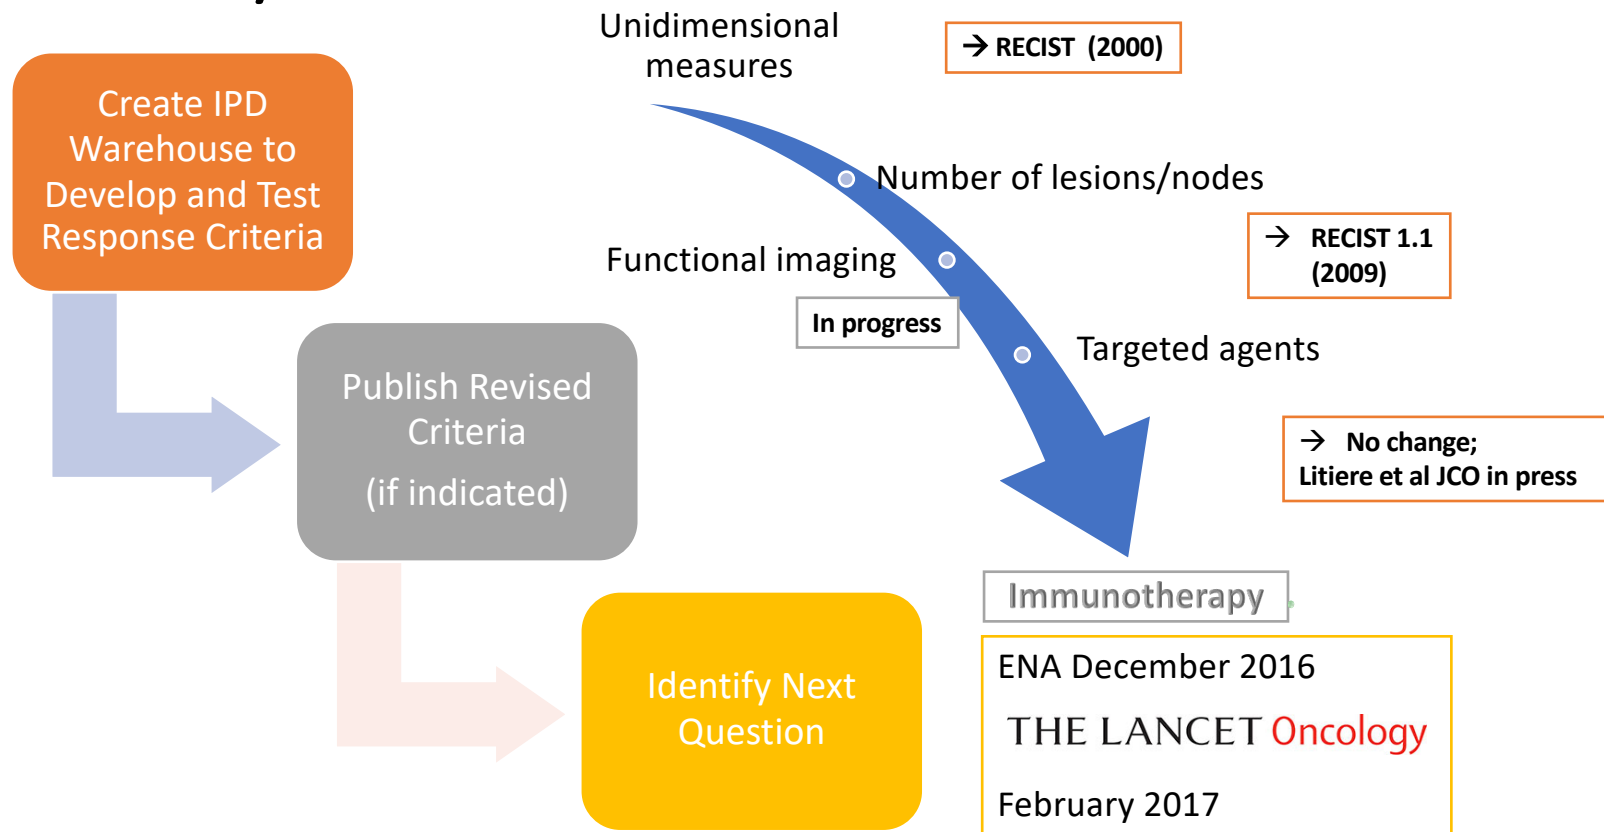 Create IPD
Warehouse to
Develop and Test
Response Criteria
Publish Revised
Criteria
(if indicated)
Identify Next
Question
Unidimensional
measures
→ RECIST (2000)
Number of lesions/nodes
→ RECIST 1.1
(2009)
Functional imaging
In progress
Targeted agents
→ No change;
Litiere et al JCO in press
Immunotherapy
ENA December 2016
THE LANCET Oncology
February 2017